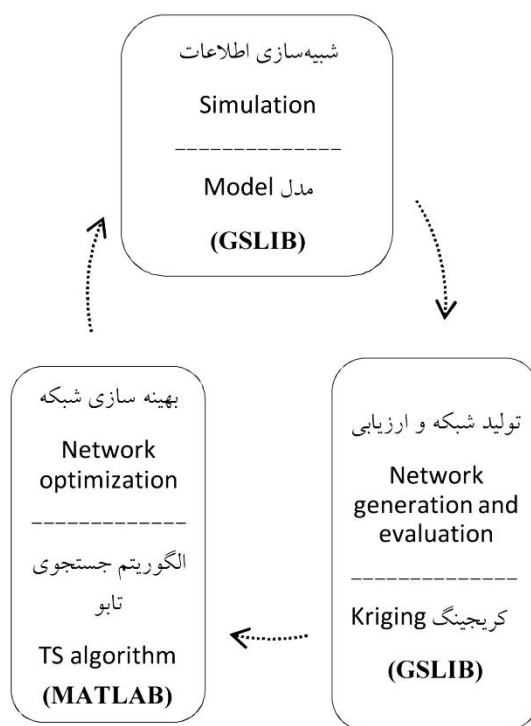 شبیه‌سازی اطلاعات
Simulation
--------------
مدل Model
(GSLIB)
تولید شبکه و ارزیابی
Network
generation and
evaluation
---------------
کریجینگ Kriging
(GSLIB)
بهینه سازی شبکه
Network
optimization
-------------
الگوریتم جستجوی
تابو
TS algorithm
(MATLAB)